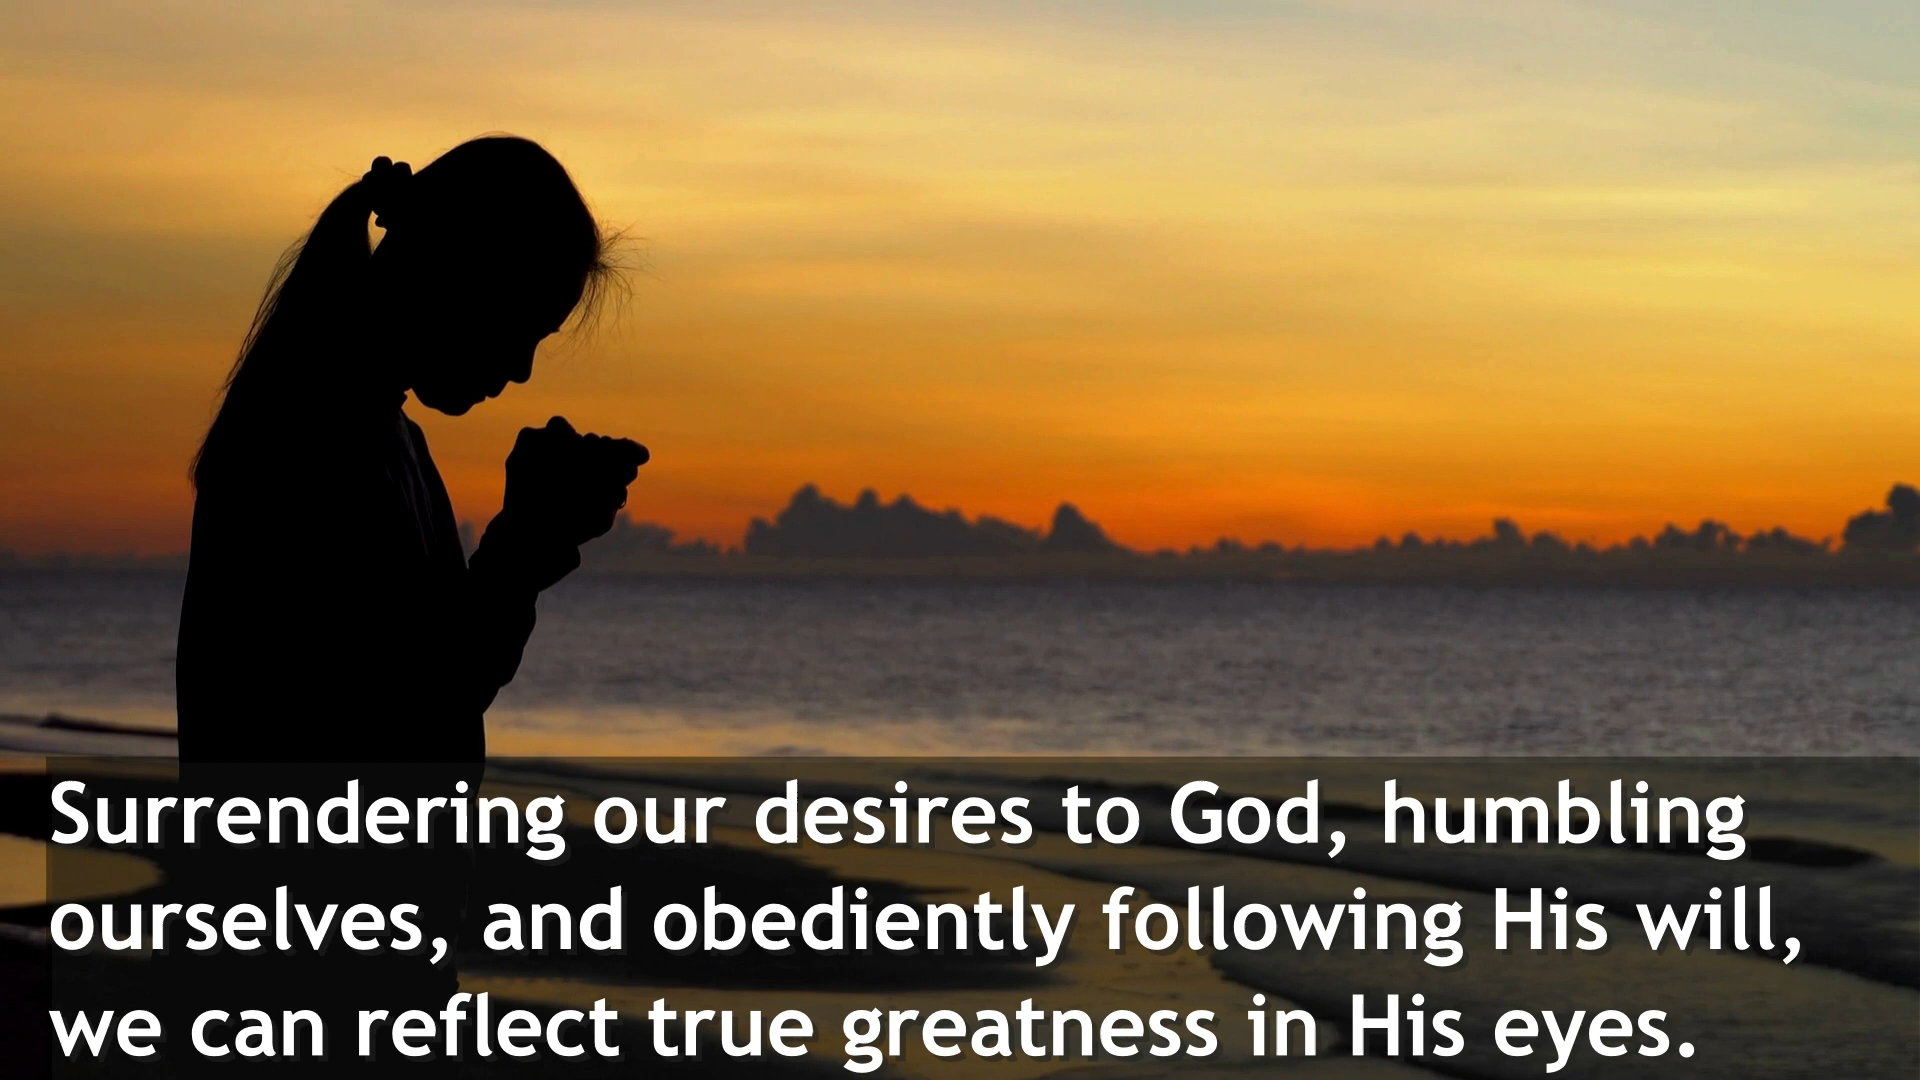 Surrendering our desires to God, humbling
ourselves, and obediently following His will,
we can reflect true greatness in His eyes.